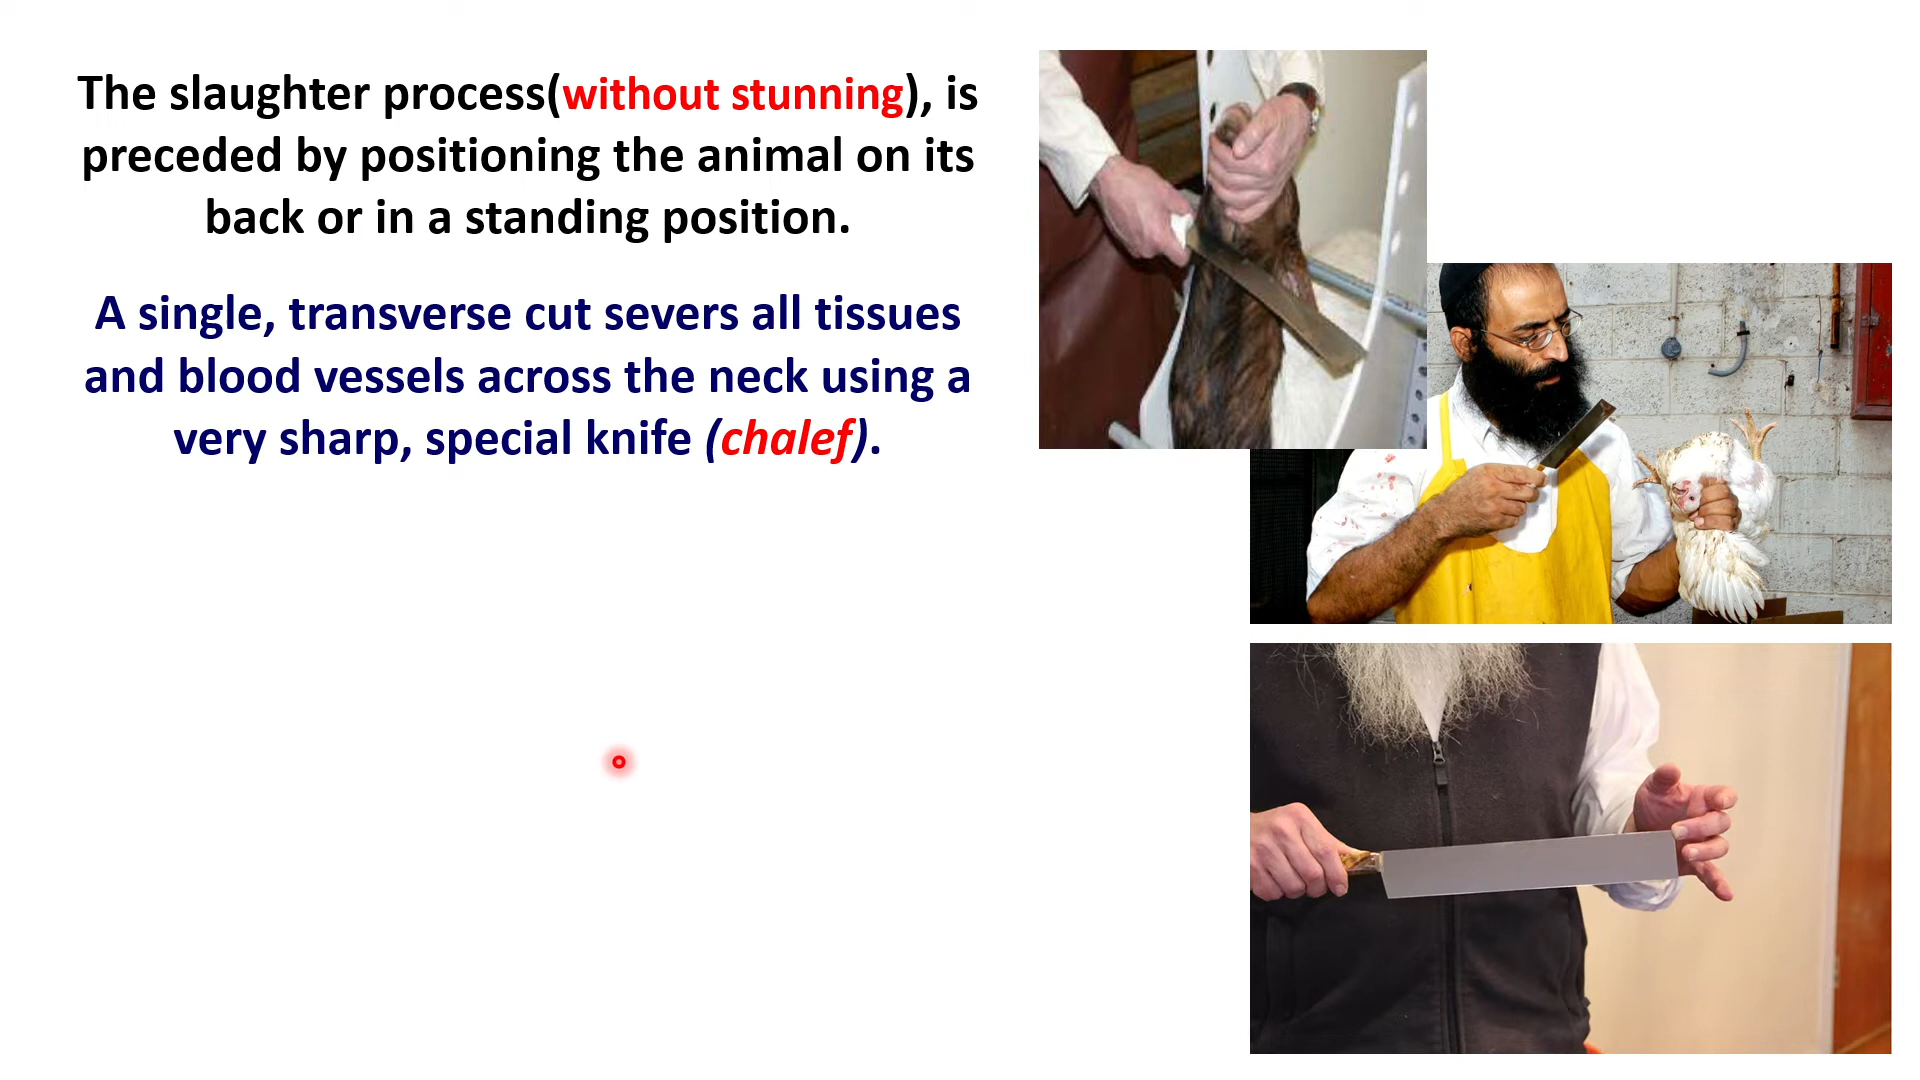 The slaughter process(without stunning), is
preceded by positioning the animal on its
back or in a standing position.
A single, transverse cut severs all tissues
and blood vessels across the neck using a
very sharp, special knife (chalef).